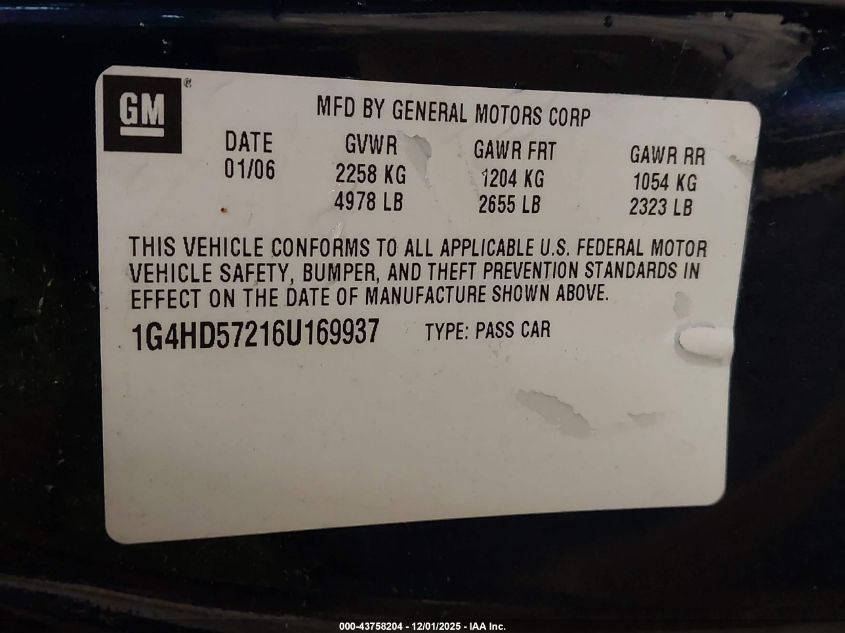 GM ®
MFD BY GENERAL MOTORS CORP
DATE GVWR GAWR FRT GAWR RR
01/06 2258 KG 1204 KG 1054 KG
4978 LB 2655 LB 2323 LB
THIS VEHICLE CONFORMS TO ALL APPLICABLE U.S. FEDERAL MOTOR
VEHICLE SAFETY, BUMPER, AND THEFT PREVENTION STANDARDS IN
EFFECT ON THE DATE OF MANUFACTURE SHOWN ABOVE.
1G4HD57216U169937 TYPE: PASS CAR
000-43758204 - 12/01/2025 - IAA Inc.